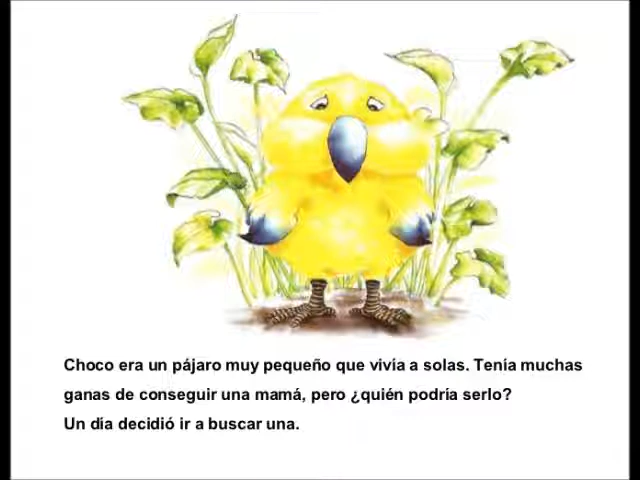 Choco era un pájaro muy pequeño que vivía a solas. Tenía muchas
ganas de conseguir una mamá, pero ¿quién podría serlo?
Un día decidió ir a buscar una.